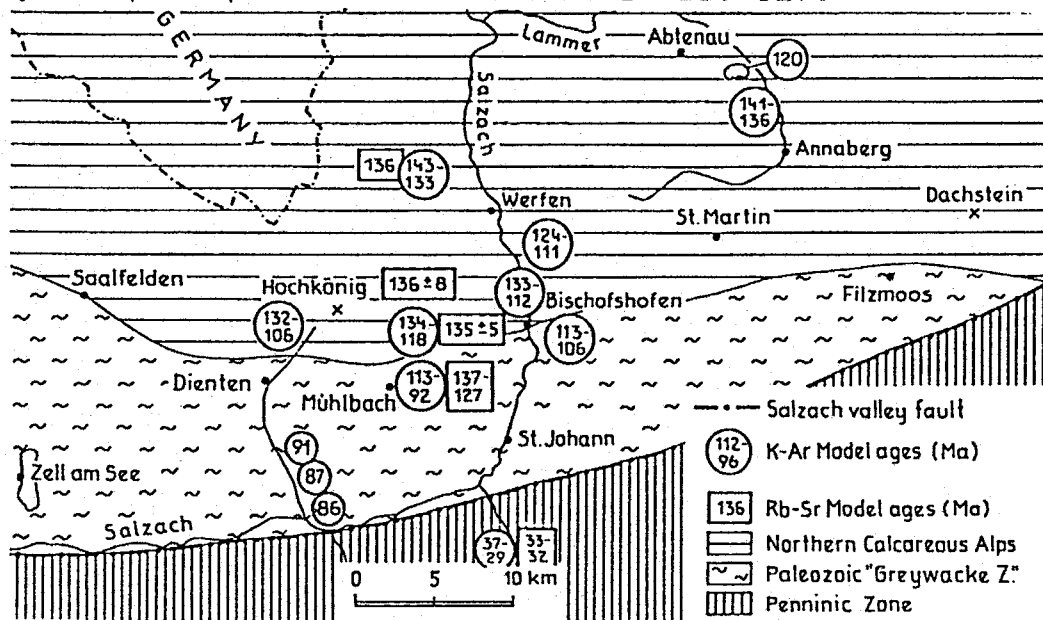 GERMANY
Lammer
Abtenau
120
Salzach
141-
136
Annaberg
136
143-
133
Werfen
Dachstein
St. Martin
124-
111
Saalfelden
Hochkönig
136 ± 8
133-
112
Bischofshofen
Filzmoos
132-
106
134-
118
135 ± 5
113-
106
Dienten
Mühlbach
113-
92
137-
127
St. Johann
91
87
86
Zell am See
Salzach
37-
29
33-
32
0 5 10 km
Salzach valley fault
112-
96
K-Ar Model ages (Ma)
136
Rb-Sr Model ages (Ma)
Northern Calcareous Alps
Paleozoic "Greywacke Z."
Penninic Zone